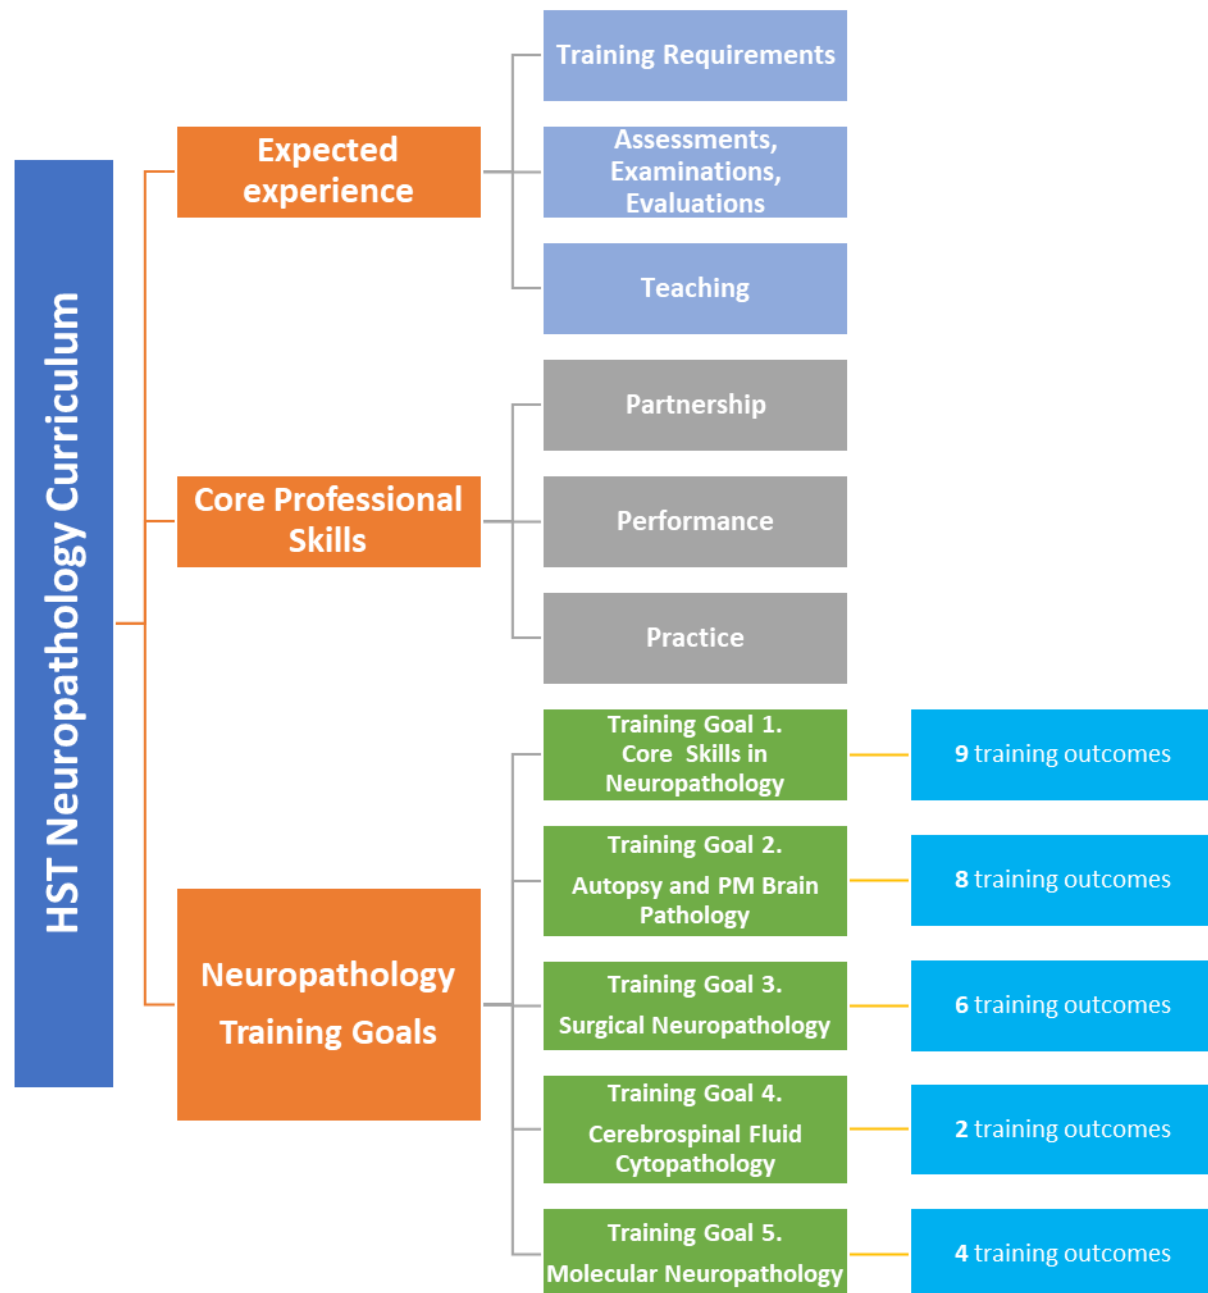 HST Neuropathology Curriculum
Expected
experience
Training Requirements
Assessments,
Examinations,
Evaluations
Teaching
Core Professional
Skills
Partnership
Performance
Practice
Neuropathology
Training Goals
Training Goal 1.
Core Skills in
Neuropathology
9 training outcomes
Training Goal 2.
Autopsy and PM Brain
Pathology
8 training outcomes
Training Goal 3.
Surgical Neuropathology
6 training outcomes
Training Goal 4.
Cerebrospinal Fluid
Cytopathology
2 training outcomes
Training Goal 5.
Molecular Neuropathology
4 training outcomes